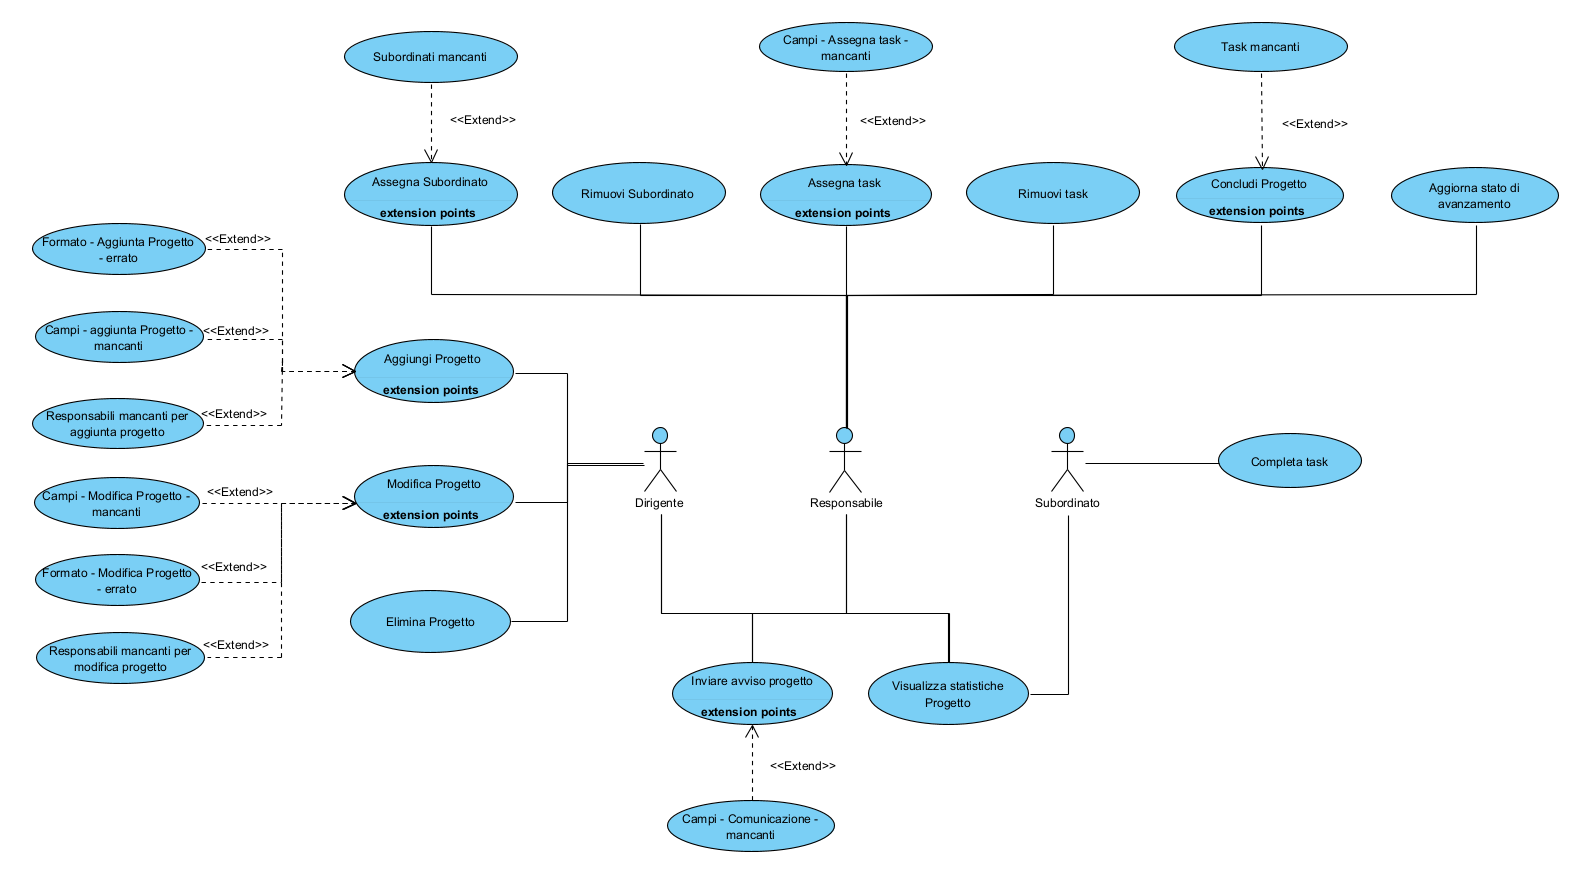 Campi - Assegna task -
mancanti
Task mancanti
Subordinati mancanti
<<Extend>>
<<Extend>>
<<Extend>>
Assegna Subordinato
extension points
Rimuovi Subordinato
Assegna task
extension points
Rimuovi task
Concludi Progetto
extension points
Aggiorna stato di
avanzamento
Formato - Aggiunta Progetto
- errato
<<Extend>>
Campi - aggiunta Progetto -
mancanti
<<Extend>>
Aggiungi Progetto
extension points
Responsabili mancanti per
aggiunta progetto
<<Extend>>
Campi - Modifica Progetto -
mancanti
<<Extend>>
Modifica Progetto
extension points
Dirigente
Responsabile
Subordinato
Completa task
Formato - Modifica Progetto
- errato
<<Extend>>
Elimina Progetto
Responsabili mancanti per
modifica progetto
<<Extend>>
Inviare avviso progetto
extension points
Visualizza statistiche
Progetto
<<Extend>>
Campi - Comunicazione -
mancanti